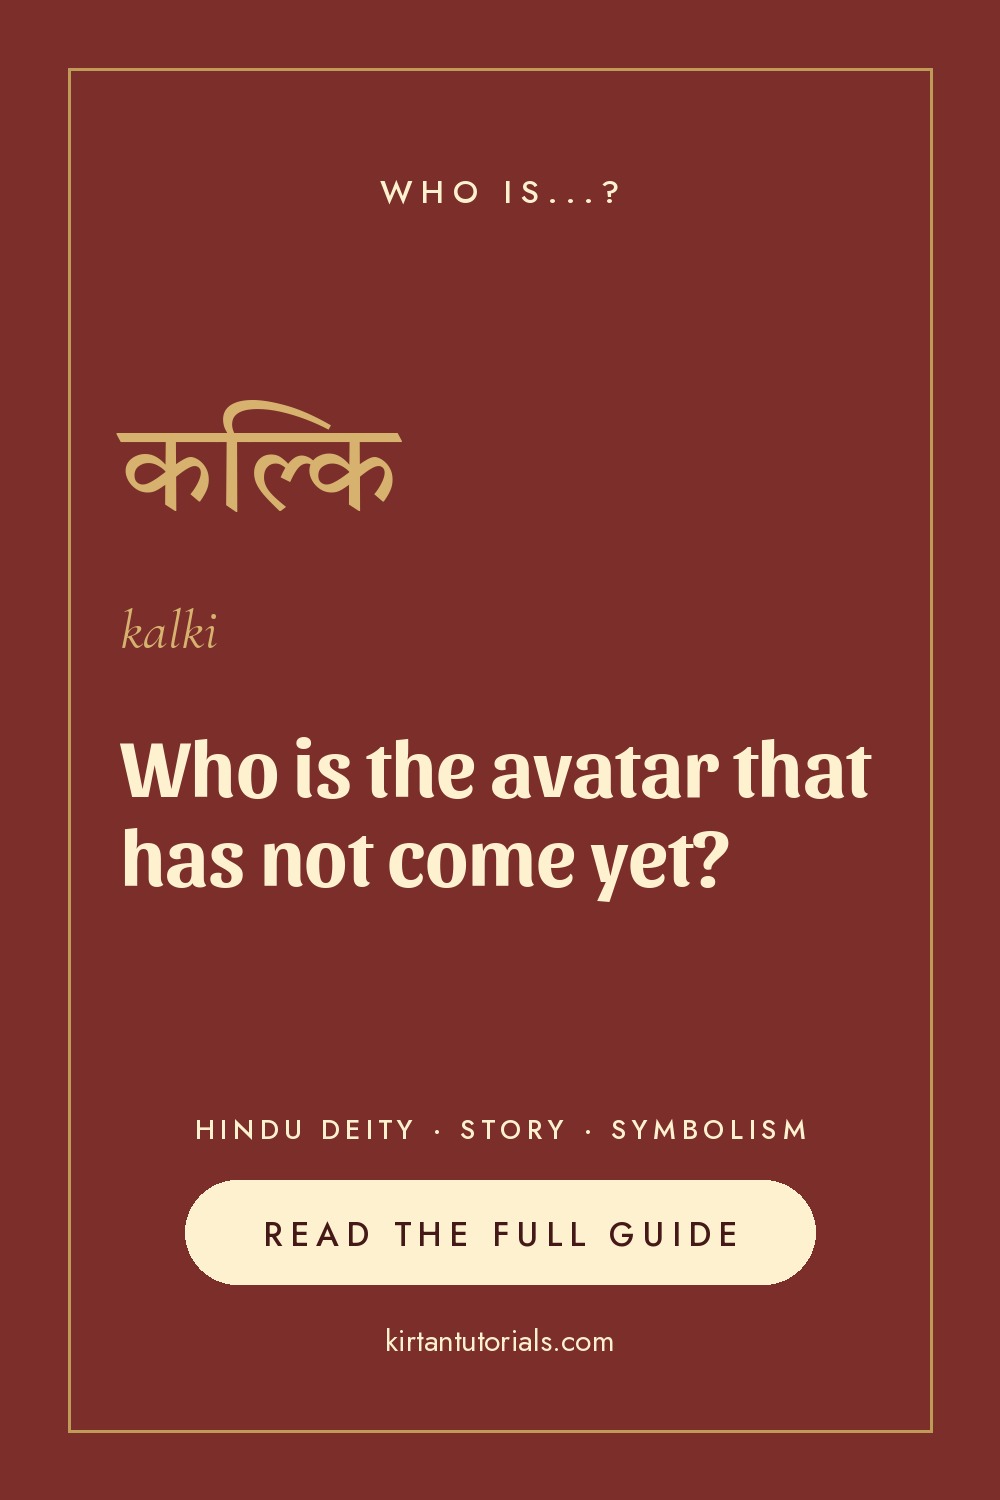 WHO IS...?
कल्कि
kalki
Who is the avatar that
has not come yet?
HINDU DEITY · STORY · SYMBOLISM
READ THE FULL GUIDE
kirtantutorials.com